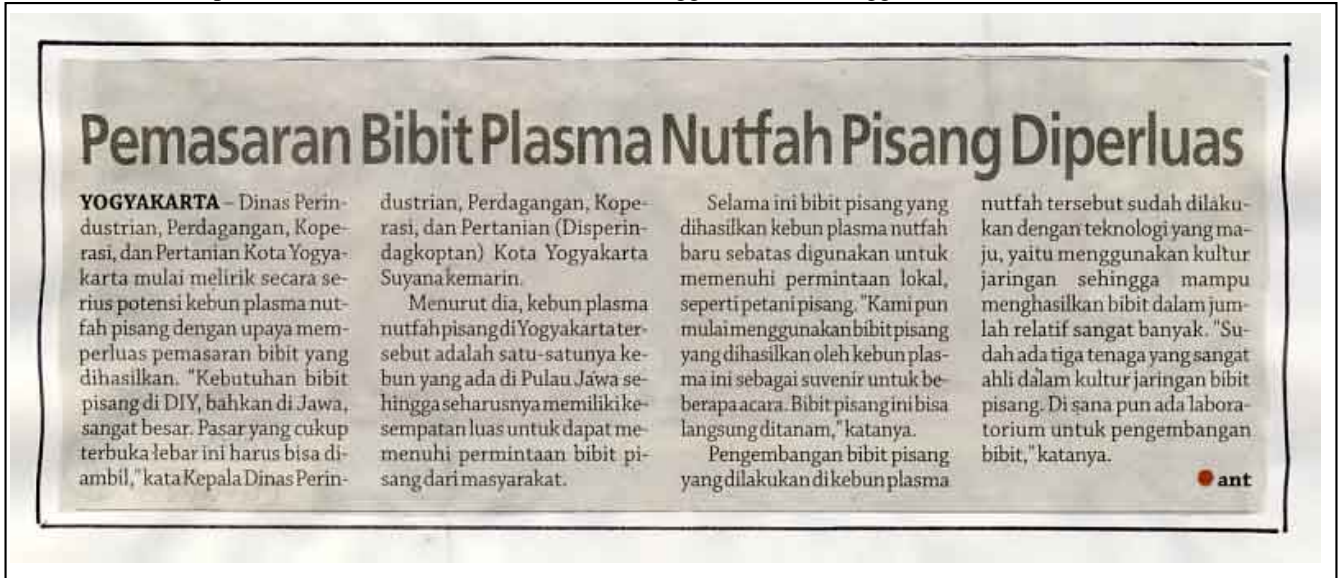 Pemasaran Bibit Plasma Nutfah Pisang Diperluas
YOGYAKARTA – Dinas Perin-
dustrian, Perdagangan, Kope-
rasi, dan Pertanian Kota Yogya-
karta mulai melirik secara se-
rius potensi kebun plasma nut-
fah pisang dengan upaya mem-
perluas pemasaran bibit yang
dihasilkan. "Kebutuhan bibit
pisang di DIY, bahkan di Jawa,
sangat besar. Pasar yang cukup
terbuka lebar ini harus bisa di-
ambil," kata Kepala Dinas Perin-
dustrian, Perdagangan, Kope-
rasi, dan Pertanian (Disperin-
dagkoptan) Kota Yogyakarta
Suyana kemarin.
Menurut dia, kebun plasma
nutfah pisang di Yogyakarta ter-
sebut adalah satu-satunya ke-
bun yang ada di Pulau Jawa se-
hingga seharusnya memiliki ke-
sempatan luas untuk dapat me-
menuhi permintaan bibit pi-
sang dari masyarakat.
Selama ini bibit pisang yang
dihasilkan kebun plasma nutfah
baru sebatas digunakan untuk
memenuhi permintaan lokal,
seperti petani pisang. "Kami pun
mulai menggunakan bibit pisang
yang dihasilkan oleh kebun plas-
ma ini sebagai suvenir untuk be-
berapa acara. Bibit pisang ini bisa
langsung ditanam," katanya.
Pengembangan bibit pisang
yang dilakukan di kebun plasma
nutfah tersebut sudah dilaku-
kan dengan teknologi yang ma-
ju, yaitu menggunakan kultur
jaringan sehingga mampu
menghasilkan bibit dalam jum-
lah relatif sangat banyak. "Su-
dah ada tiga tenaga yang sangat
ahli dalam kultur jaringan bibit
pisang. Di sana pun ada labora-
torium untuk pengembangan
bibit," katanya.
ant